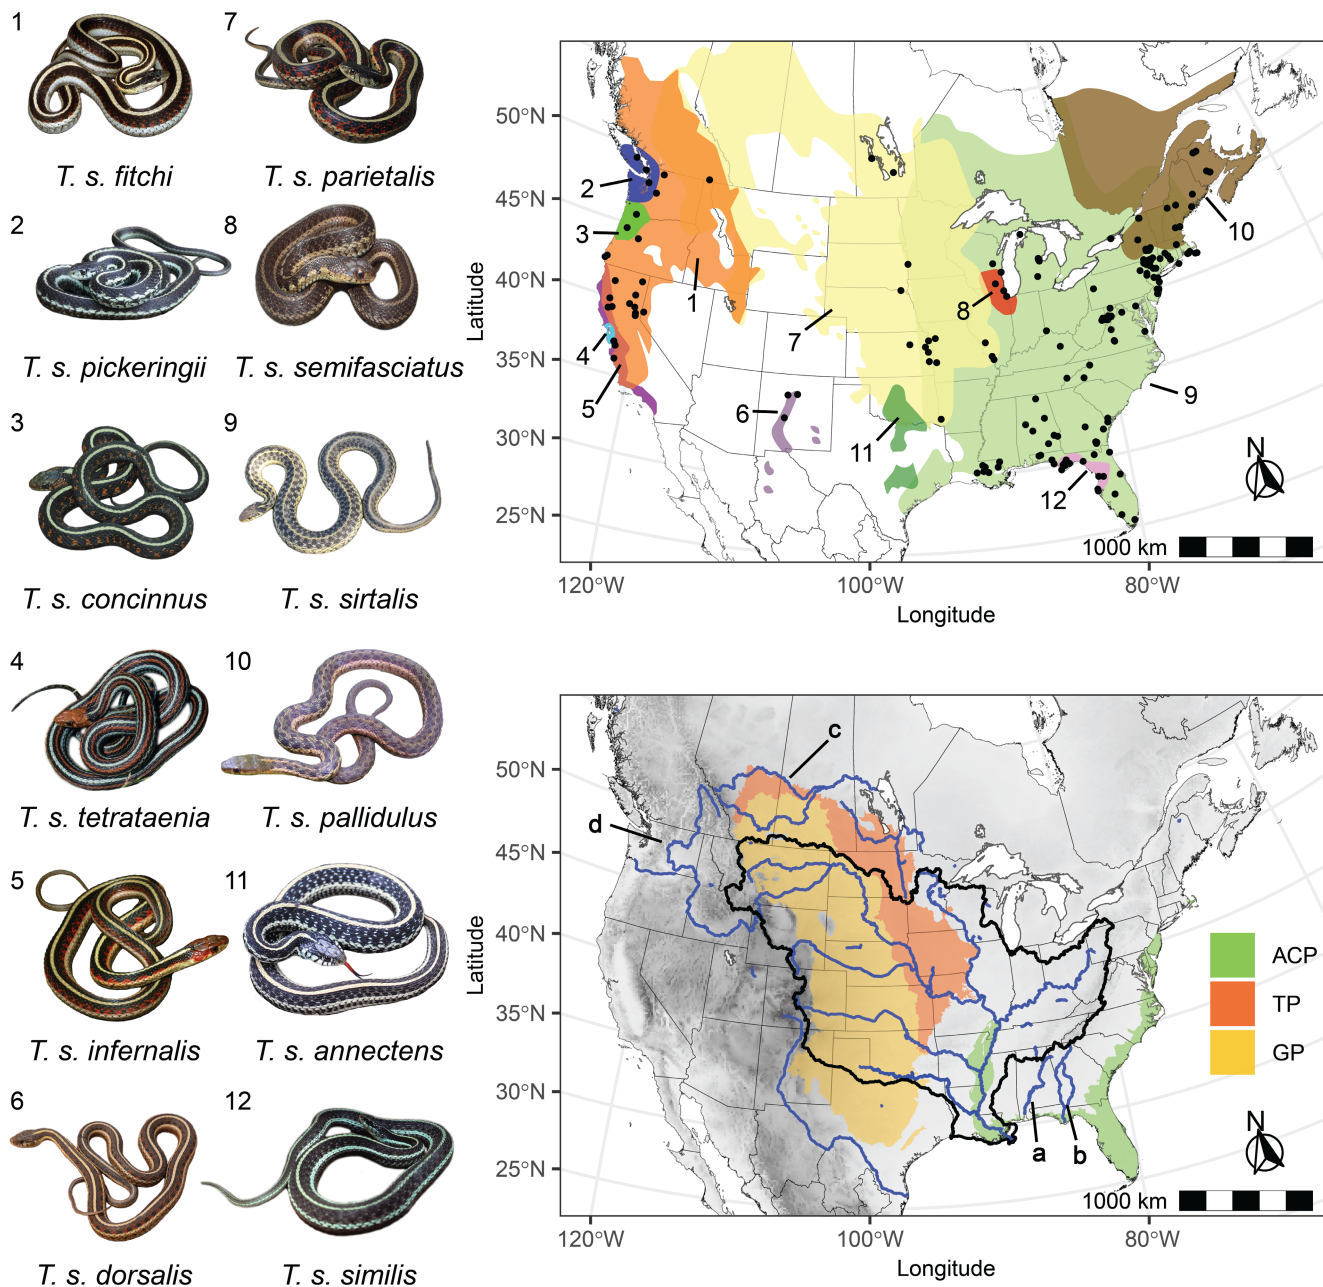 1
T. s. fitchi
7
T. s. parietalis
2
T. s. pickeringii
8
T. s. semifasciatus
3
T. s. concinnus
9
T. s. sirtalis
4
T. s. tetrataenia
10
T. s. pallidulus
5
T. s. infernalis
11
T. s. annectens
6
T. s. dorsalis
12
T. s. similis
Latitude
50°N
45°N
40°N
35°N
30°N
25°N
2
3
1
4
5
6
7
8
9
10
11
12
N
1000 km
120°W
100°W
80°W
Longitude
Latitude
50°N
45°N
40°N
35°N
30°N
25°N
c
d
a
b
ACP
TP
GP
N
1000 km
120°W
100°W
80°W
Longitude